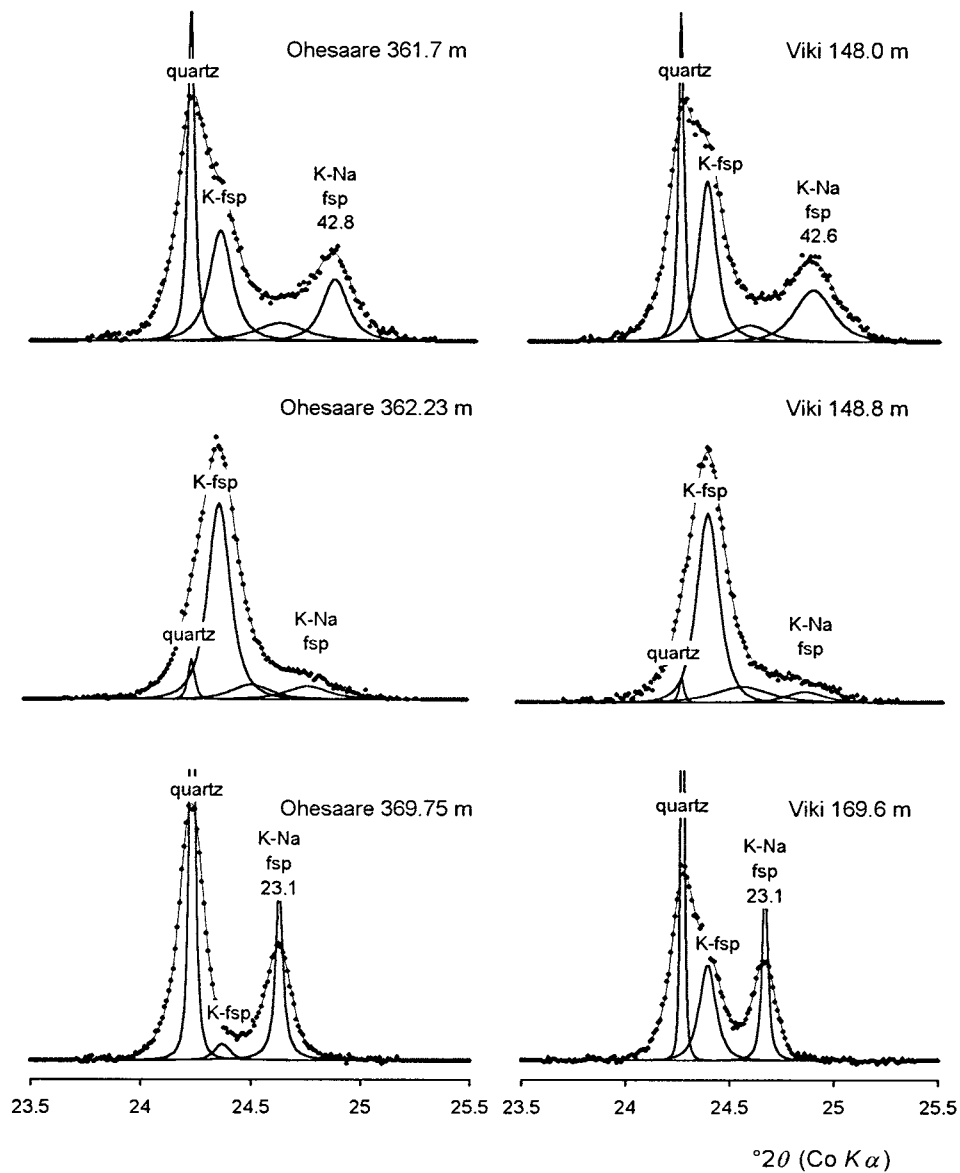 Ohesaare 361.7 m
quartz
K-fsp
K-Na
fsp
42.8
Viki 148.0 m
quartz
K-fsp
K-Na
fsp
42.6
Ohesaare 362.23 m
K-fsp
quartz
K-Na
fsp
Viki 148.8 m
K-fsp
quartz
K-Na
fsp
Ohesaare 369.75 m
quartz
K-fsp
K-Na
fsp
23.1
Viki 169.6 m
quartz
K-fsp
K-Na
fsp
23.1
23.5 24 24.5 25 25.5
23.5 24 24.5 25 25.5
°2θ (Co Kα)